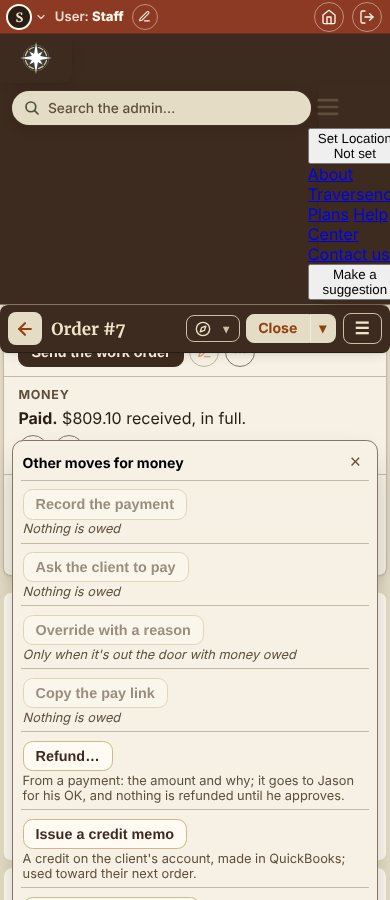 S
User: Staff
Search the admin...
Set Location
Not set
About
Plans Help
Center
Contact us
Make a
suggestion
Order #7
Close
Send the work order
MONEY
Paid. $809.10 received, in full.
Other moves for money
Record the payment
Nothing is owed
Ask the client to pay
Nothing is owed
Override with a reason
Only when it's out the door with money owed
Copy the pay link
Nothing is owed
Refund...
From a payment: the amount and why; it goes to Jason
for his OK, and nothing is refunded until he approves.
Issue a credit memo
A credit on the client's account, made in QuickBooks;
used toward their next order.